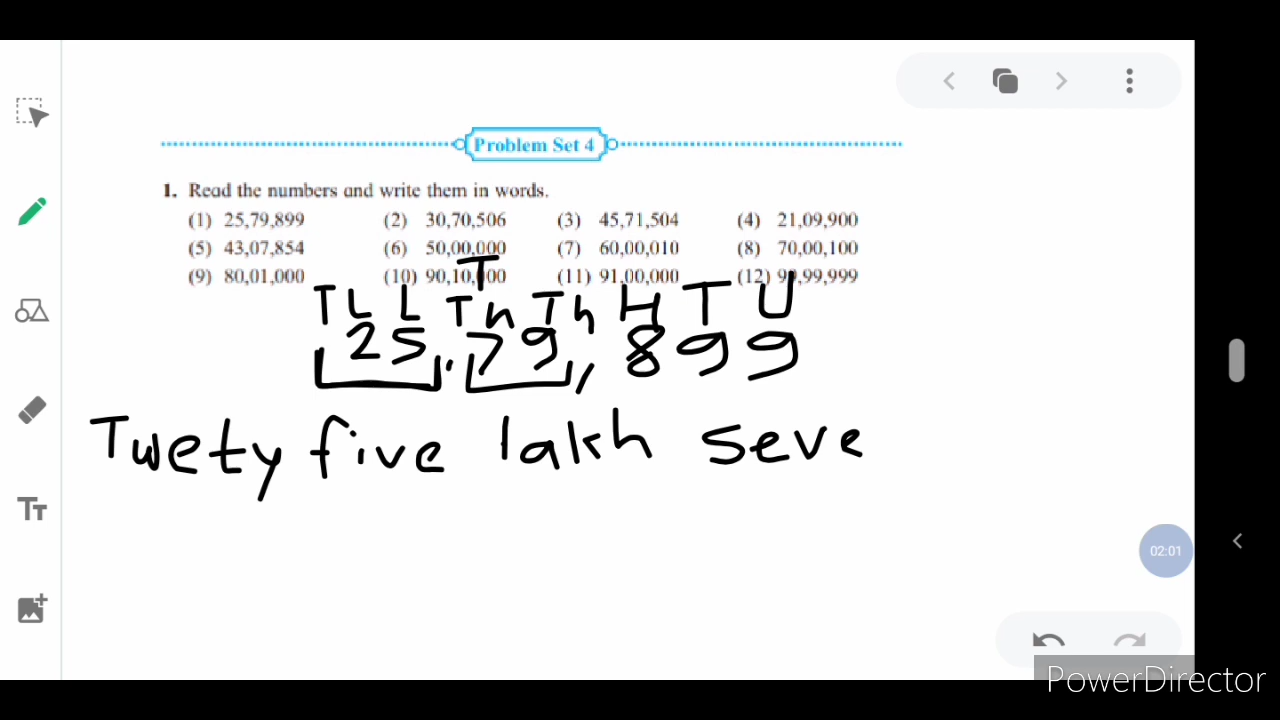 Problem Set 4
1. Read the numbers and write them in words.
(1) 25,79,899 (2) 30,70,506 (3) 45,71,504 (4) 21,09,900
(5) 43,07,854 (6) 50,00,000 (7) 60,00,010 (8) 70,00,100
(9) 80,01,000 (10) 90,10,000 (11) 91,00,000 (12) 99,99,999
T
TL L Th Th H T U
25,79,899
Twety five lakh seve
Tт
02:01
PowerDirector